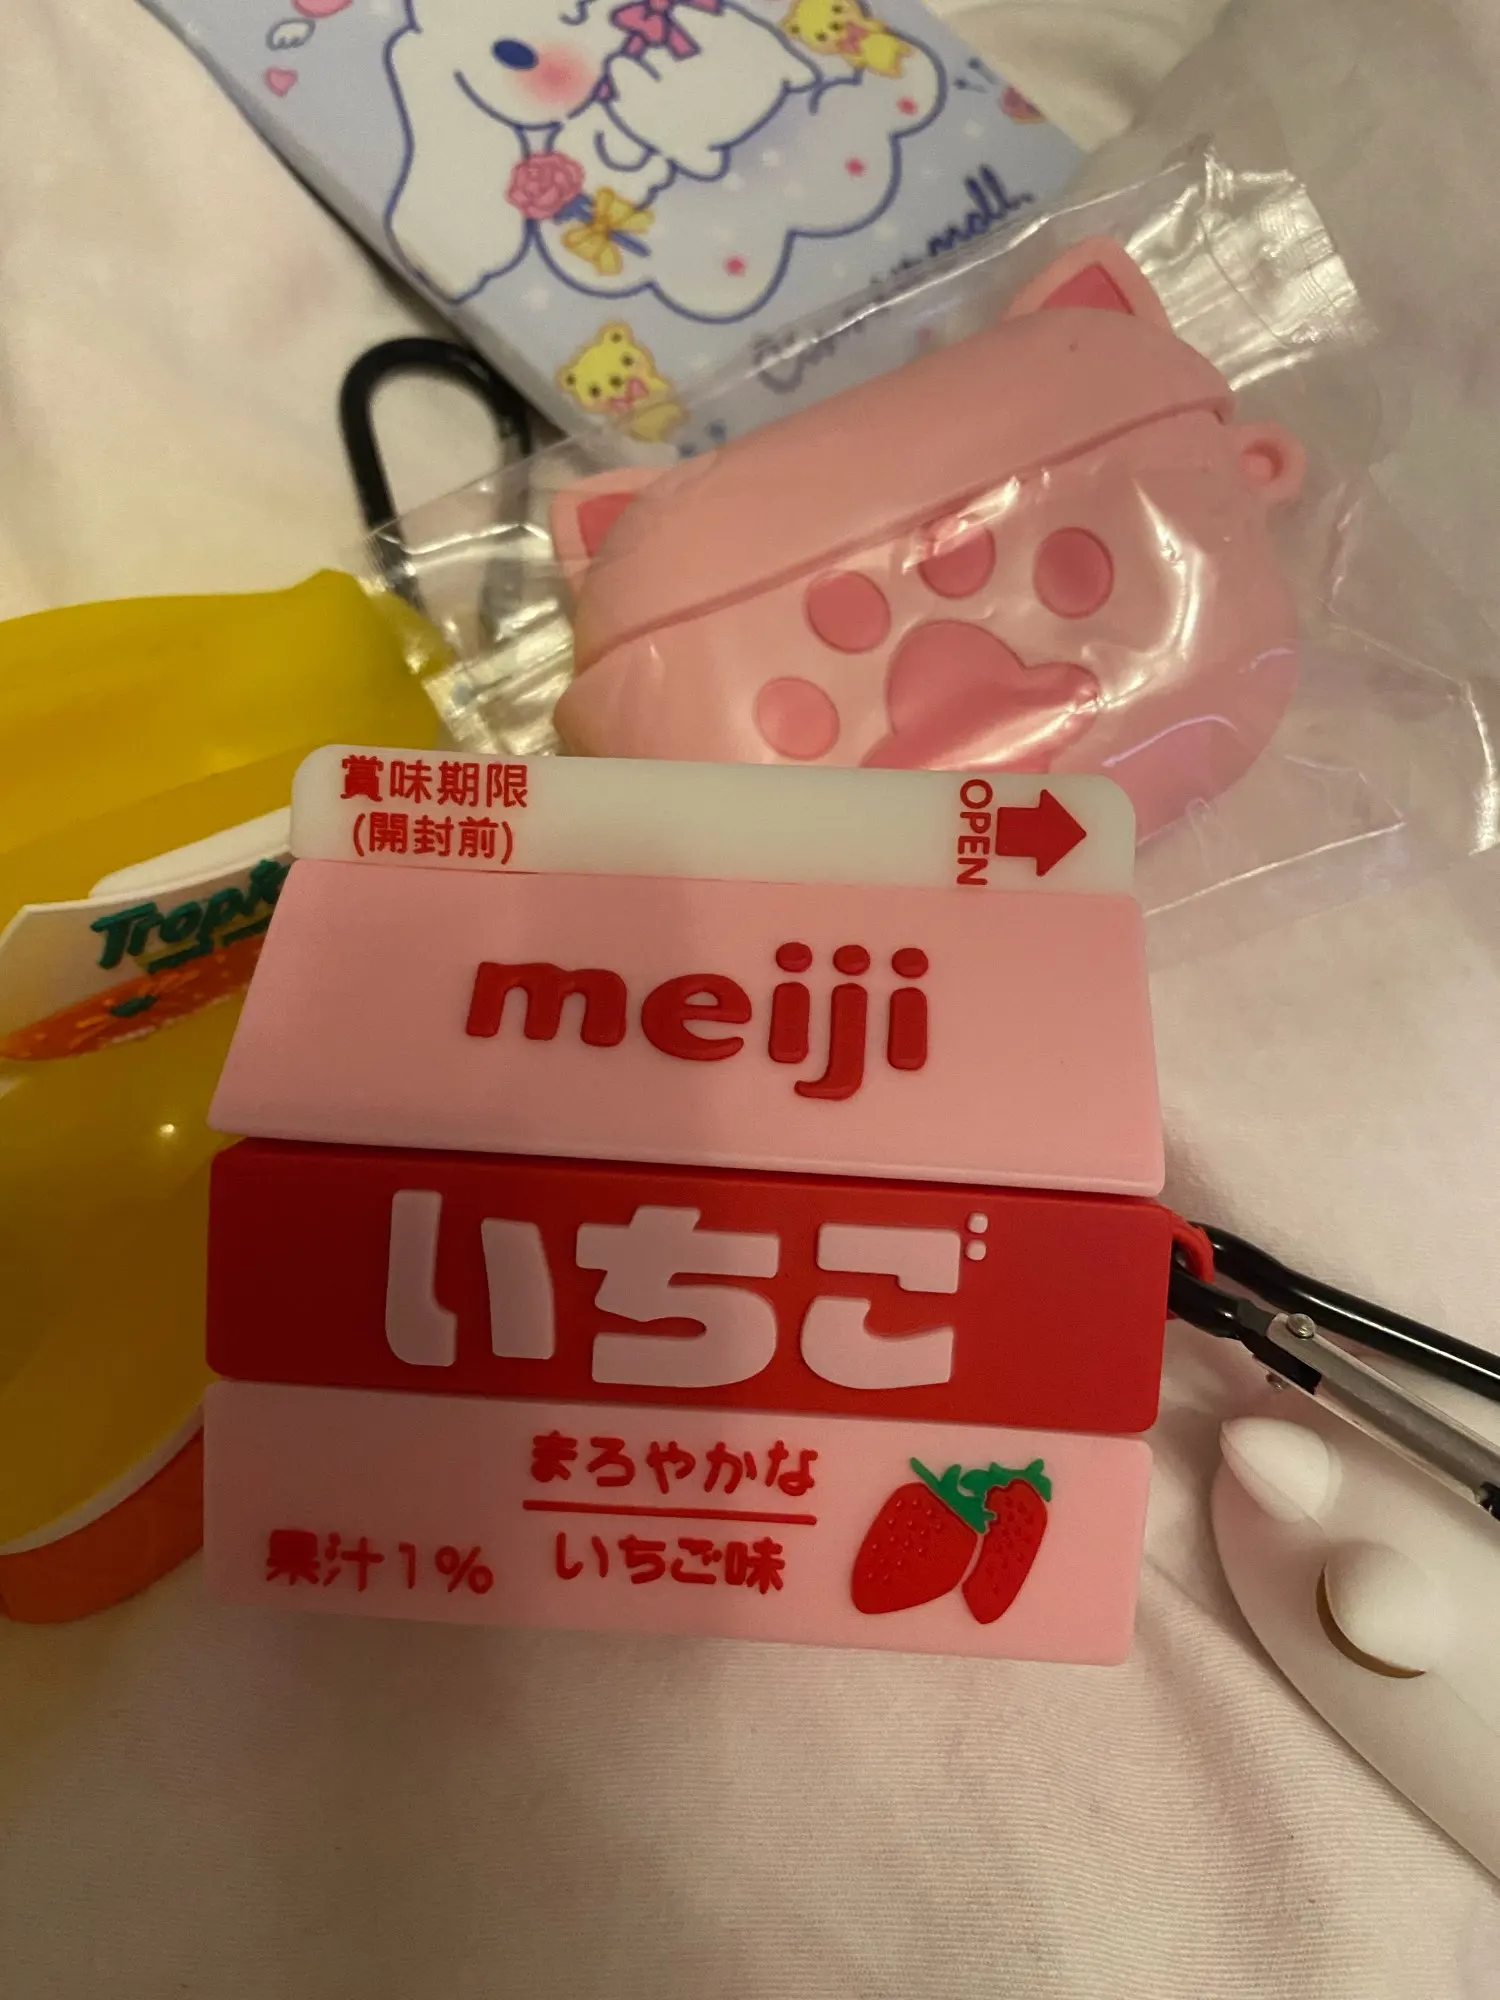 Cinnamoroll
賞味期限
(開封前)
OPEN
meiji
いちご
まろやかな
いちご味
果汁1%